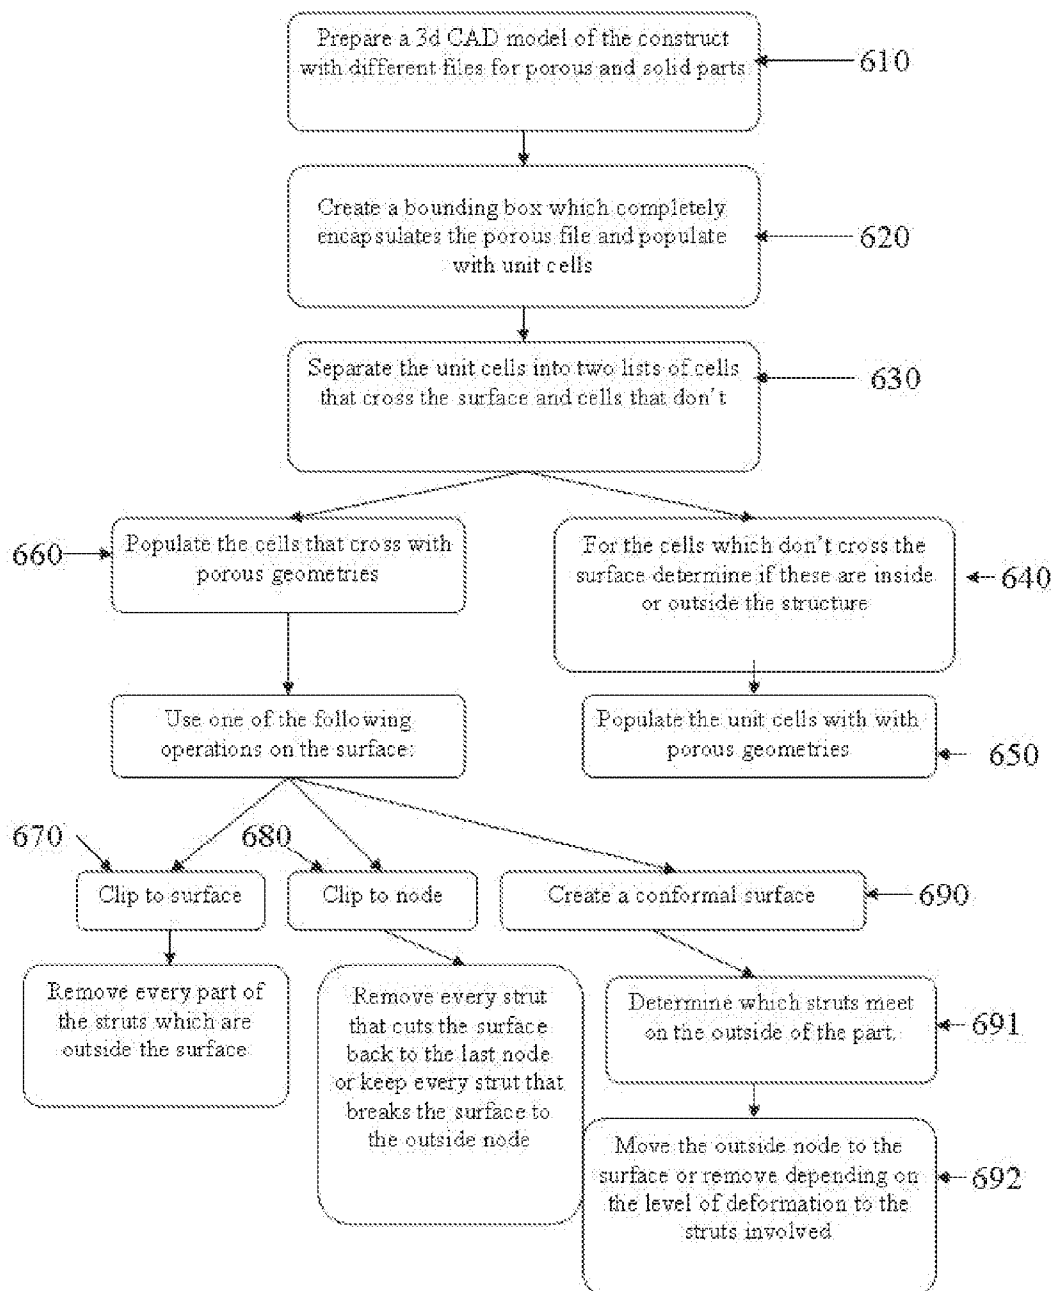 Prepare a 3d CAD model of the construct
with different files for porous and solid parts
610
Create a bounding box which completely
encapsulates the porous file and populate
with unit cells
620
Separate the unit cells into two lists of cells
that cross the surface and cells that don't
630
660
Populate the cells that cross with
porous geometries
For the cells which don't cross the
surface determine if these are inside
or outside the structure
640
Use one of the following
operations on the surface:
Populate the unit cells with with
porous geometries
650
670
680
Clip to surface
Clip to node
Create a conformal surface
690
Remove every part of
the struts which are
outside the surface
Remove every strut
that cuts the surface
back to the last node
or keep every strut that
breaks the surface to
the outside node
Determine which struts meet
on the outside of the part.
691
Move the outside node to the
surface or remove depending on
the level of deformation to the
struts involved
692